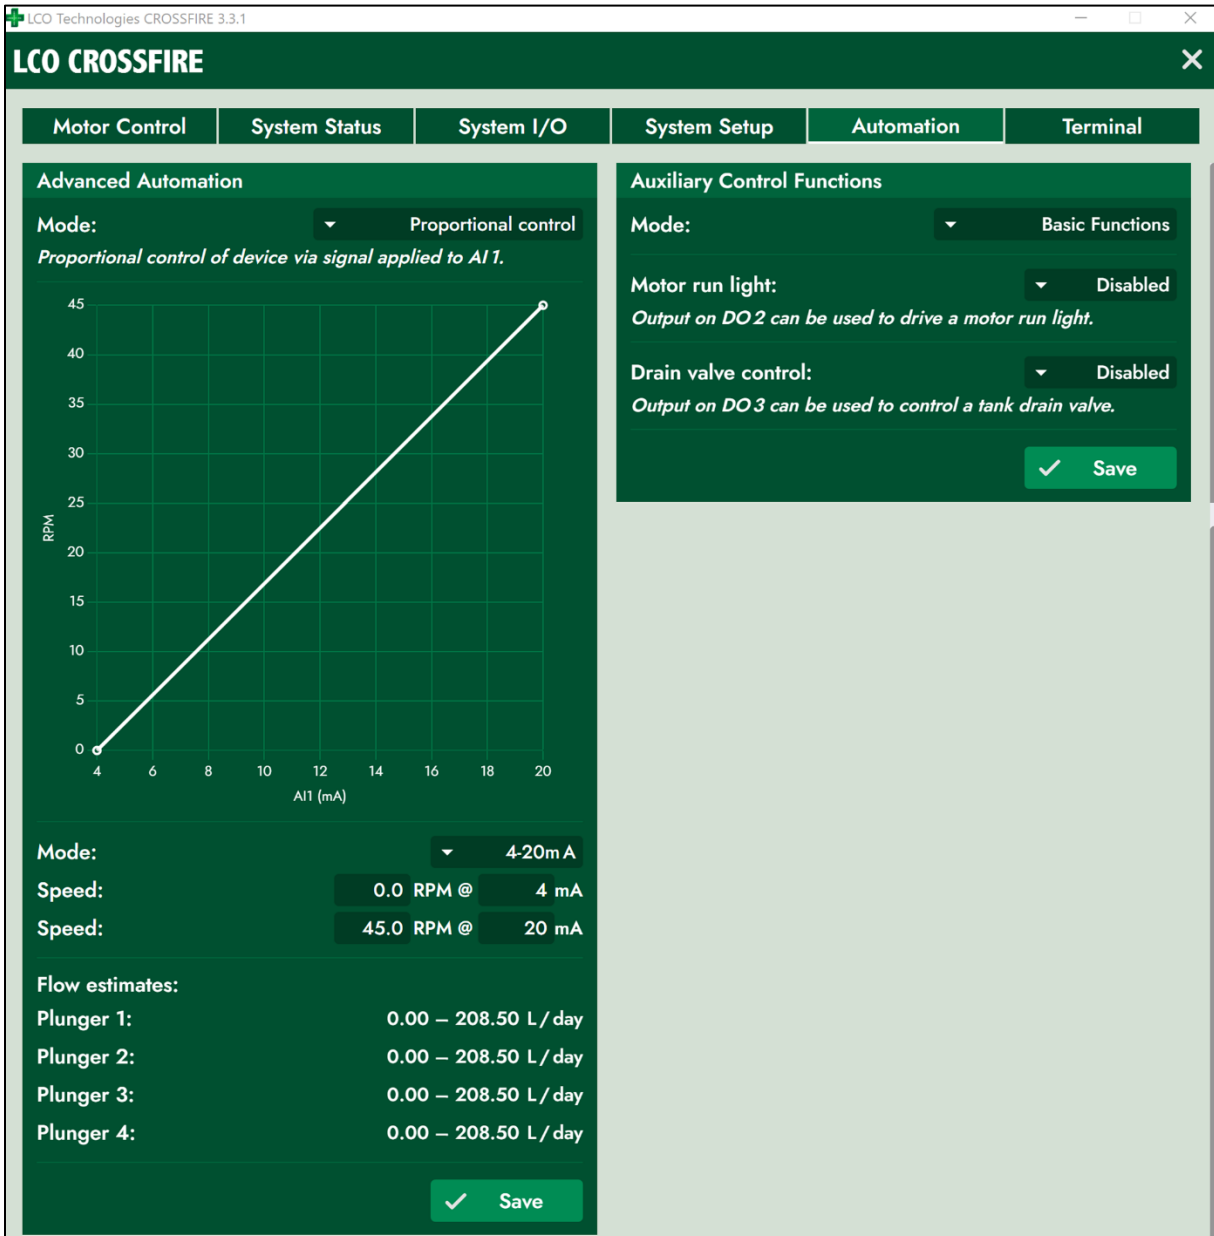 LCO Technologies CROSSFIRE 3.3.1
LCO CROSSFIRE
Motor Control
System Status
System I/O
System Setup
Automation
Terminal
Advanced Automation
Mode: Proportional control
Proportional control of device via signal applied to AI 1.
45
40
35
30
25
20
15
10
5
0
RPM
4 6 8 10 12 14 16 18 20
AI1 (mA)
Mode: 4-20mA
Speed: 0.0 RPM @ 4 mA
Speed: 45.0 RPM @ 20 mA
Flow estimates:
Plunger 1: 0.00 – 208.50 L/day
Plunger 2: 0.00 – 208.50 L/day
Plunger 3: 0.00 – 208.50 L/day
Plunger 4: 0.00 – 208.50 L/day
Save
Auxiliary Control Functions
Mode: Basic Functions
Motor run light: Disabled
Output on DO 2 can be used to drive a motor run light.
Drain valve control: Disabled
Output on DO 3 can be used to control a tank drain valve.
Save